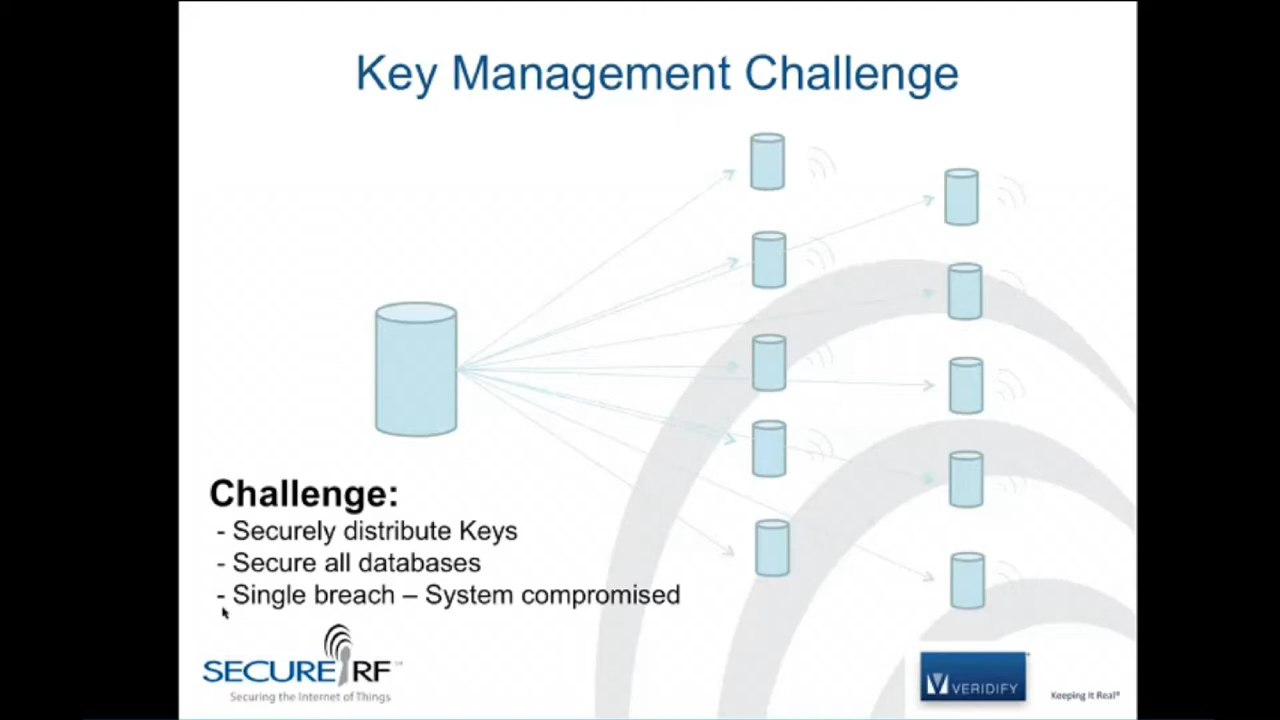 Key Management Challenge
Challenge:
- Securely distribute Keys
- Secure all databases
- Single breach – System compromised
SECURE RF
Securing the Internet of Things
VERIDIFY
Keeping It Real®